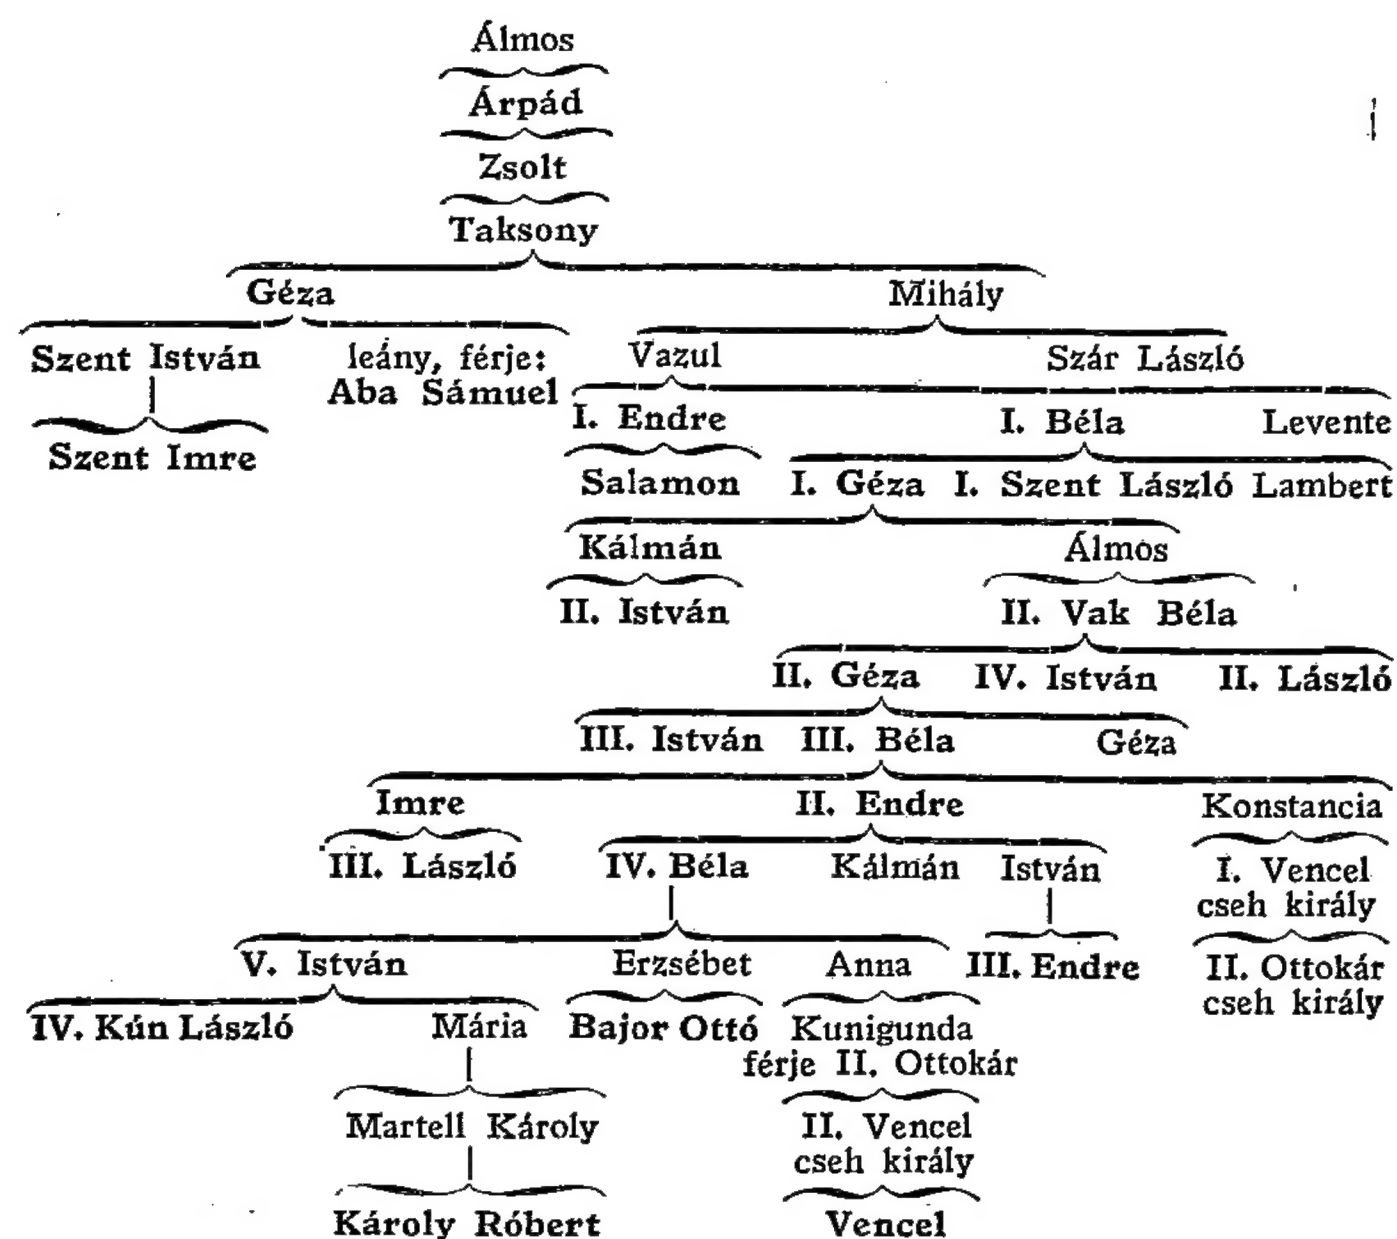 Álmos
Árpád
Zsolt
Taksony
Géza Mihály
Szent István leány, férje: Vazul Szár László
Aba Sámuel
I. Endre I. Béla Levente
Szent Imre
Salamon I. Géza I. Szent László Lambert
Kálmán Álmos
II. István II. Vak Béla
II. Géza IV. István II. László
III. István III. Béla Géza
Imre II. Endre Konstancia
III. László IV. Béla Kálmán István I. Vencel
cseh király
V. István Erzsébet Anna III. Endre II. Ottokár
cseh király
IV. Kún László Mária Bajor Ottó Kunigunda
férje II. Ottokár
Martell Károly II. Vencel
cseh király
Károly Róbert Vencel